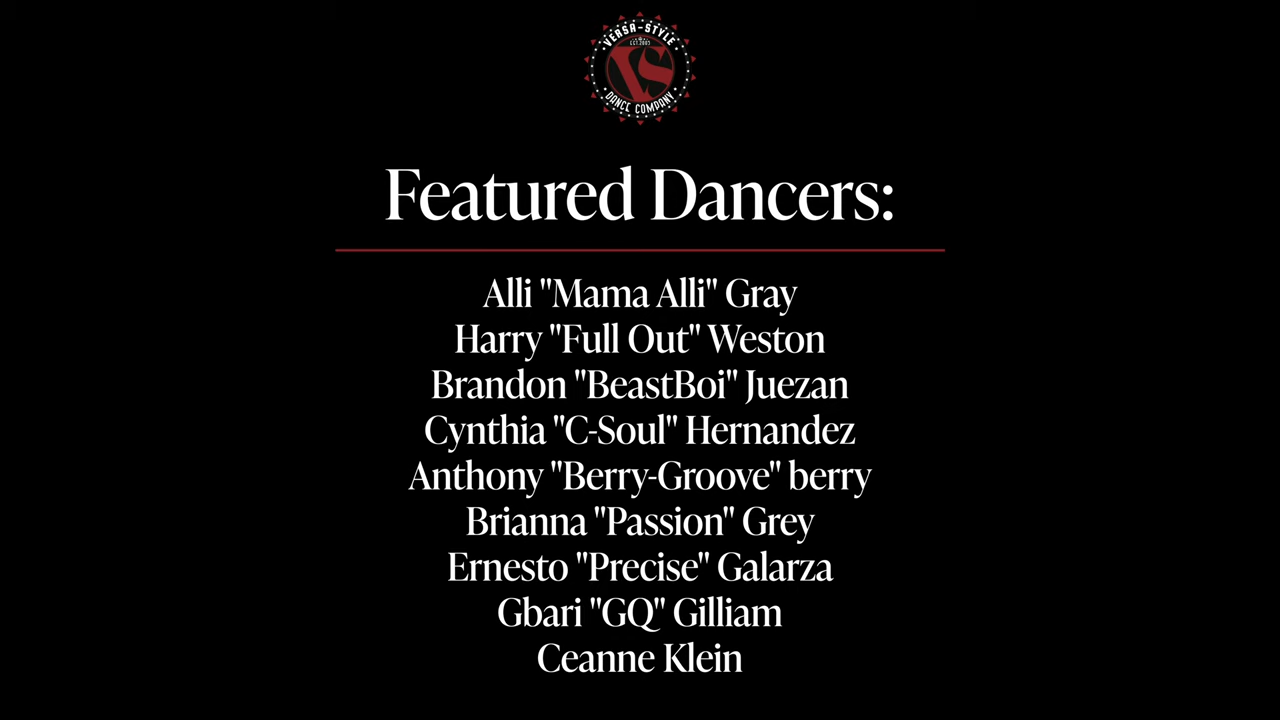 VERSA-STYLE
EST.2005
VS
DANCE COMPANY
Featured Dancers:
Alli "Mama Alli" Gray
Harry "Full Out" Weston
Brandon "BeastBoi" Juezan
Cynthia "C-Soul" Hernandez
Anthony "Berry-Groove" berry
Brianna "Passion" Grey
Ernesto "Precise" Galarza
Gbari "GQ" Gilliam
Ceanne Klein